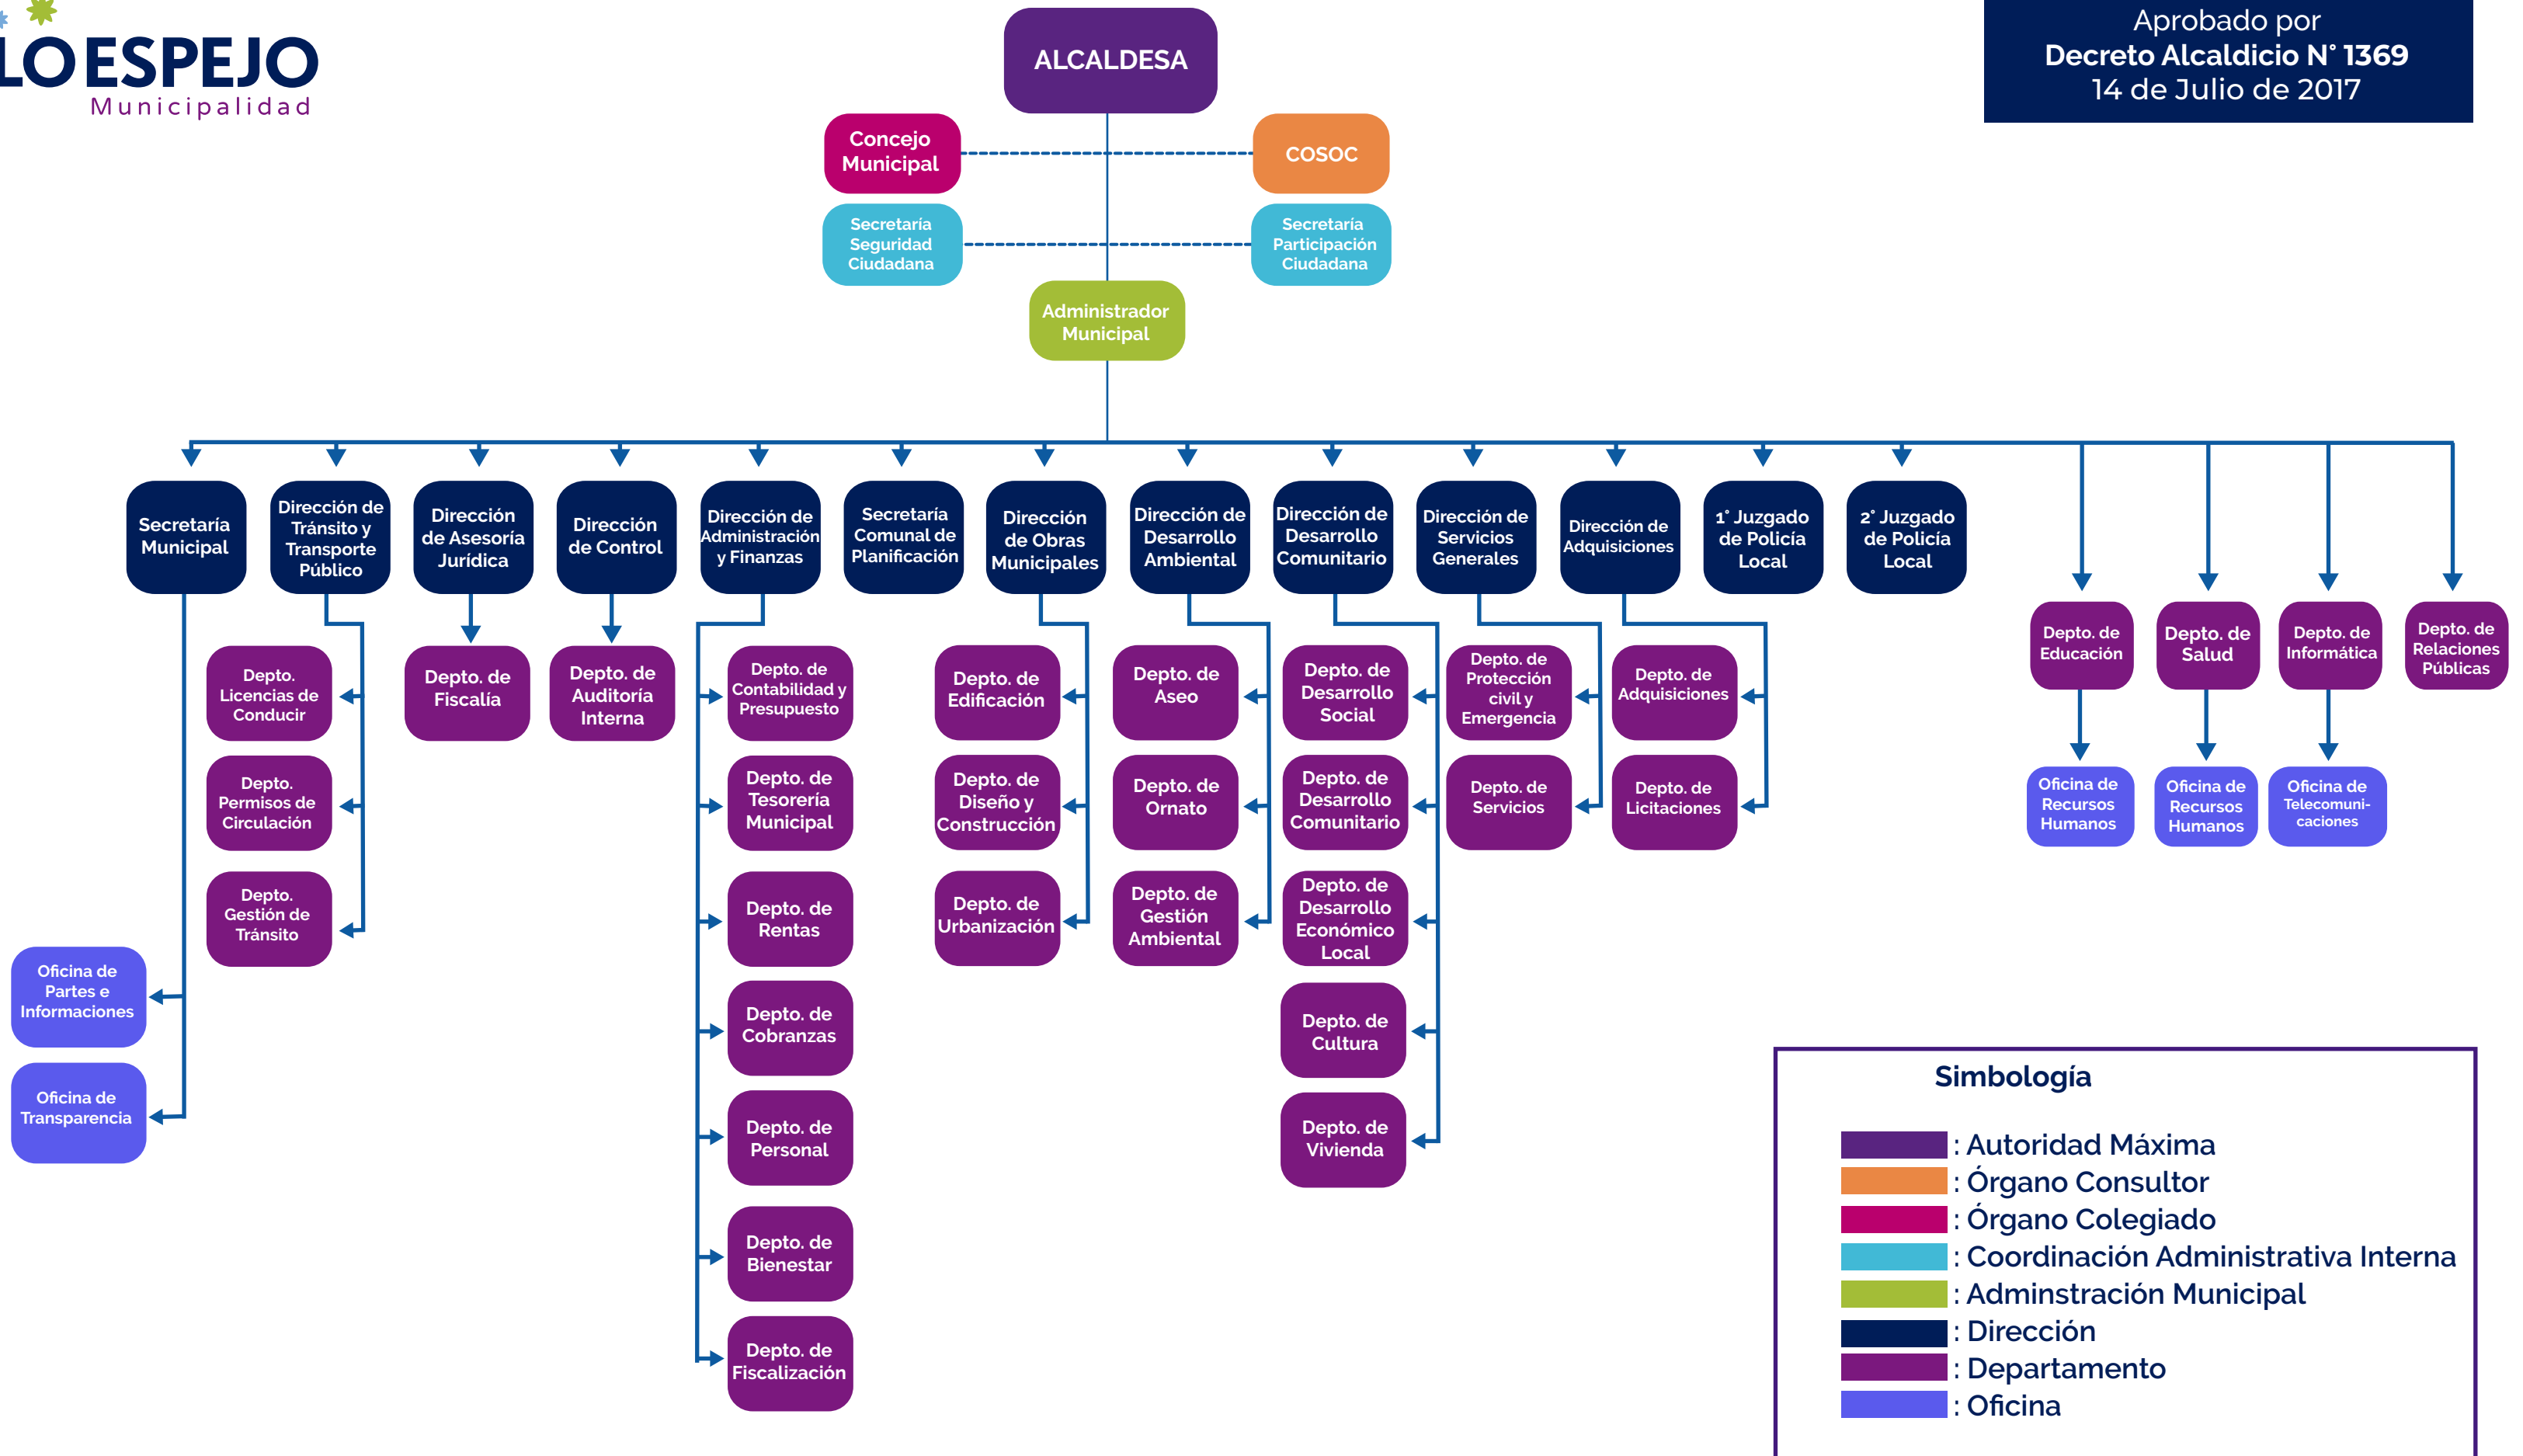 LO ESPEJO
Municipalidad
Aprobado por
Decreto Alcaldicio N° 1369
14 de Julio de 2017
ALCALDESA
Concejo
Municipal
COSOC
Secretaría
Seguridad
Ciudadana
Secretaría
Participación
Ciudadana
Administrador
Municipal
Secretaría
Municipal
Dirección de
Tránsito y
Transporte
Público
Dirección
de Asesoría
Jurídica
Dirección
de Control
Dirección de
Administración
y Finanzas
Secretaría
Comunal de
Planificación
Dirección
de Obras
Municipales
Dirección de
Desarrollo
Ambiental
Dirección de
Desarrollo
Comunitario
Dirección de
Servicios
Generales
Dirección de
Adquisiciones
1° Juzgado
de Policía
Local
2° Juzgado
de Policía
Local
Depto. de
Educación
Depto. de
Salud
Depto. de
Informática
Depto. de
Relaciones
Públicas
Depto.
Licencias de
Conducir
Depto. de
Fiscalía
Depto. de
Auditoría
Interna
Depto. de
Contabilidad y
Presupuesto
Depto. de
Edificación
Depto. de
Aseo
Depto. de
Desarrollo
Social
Depto. de
Protección
civil y
Emergencia
Depto. de
Adquisiciones
Depto.
Permisos de
Circulación
Depto. de
Tesorería
Municipal
Depto. de
Diseño y
Construcción
Depto. de
Ornato
Depto. de
Desarrollo
Comunitario
Depto. de
Servicios
Depto. de
Licitaciones
Oficina de
Recursos
Humanos
Oficina de
Recursos
Humanos
Oficina de
Telecomuni-
caciones
Depto.
Gestión de
Tránsito
Depto. de
Rentas
Depto. de
Urbanización
Depto. de
Gestión
Ambiental
Depto. de
Desarrollo
Económico
Local
Oficina de
Partes e
Informaciones
Depto. de
Cobranzas
Depto. de
Cultura
Oficina de
Transparencia
Depto. de
Personal
Depto. de
Vivienda
Depto. de
Bienestar
Depto. de
Fiscalización
Simbología
: Autoridad Máxima
: Órgano Consultor
: Órgano Colegiado
: Coordinación Administrativa Interna
: Adminstración Municipal
: Dirección
: Departamento
: Oficina